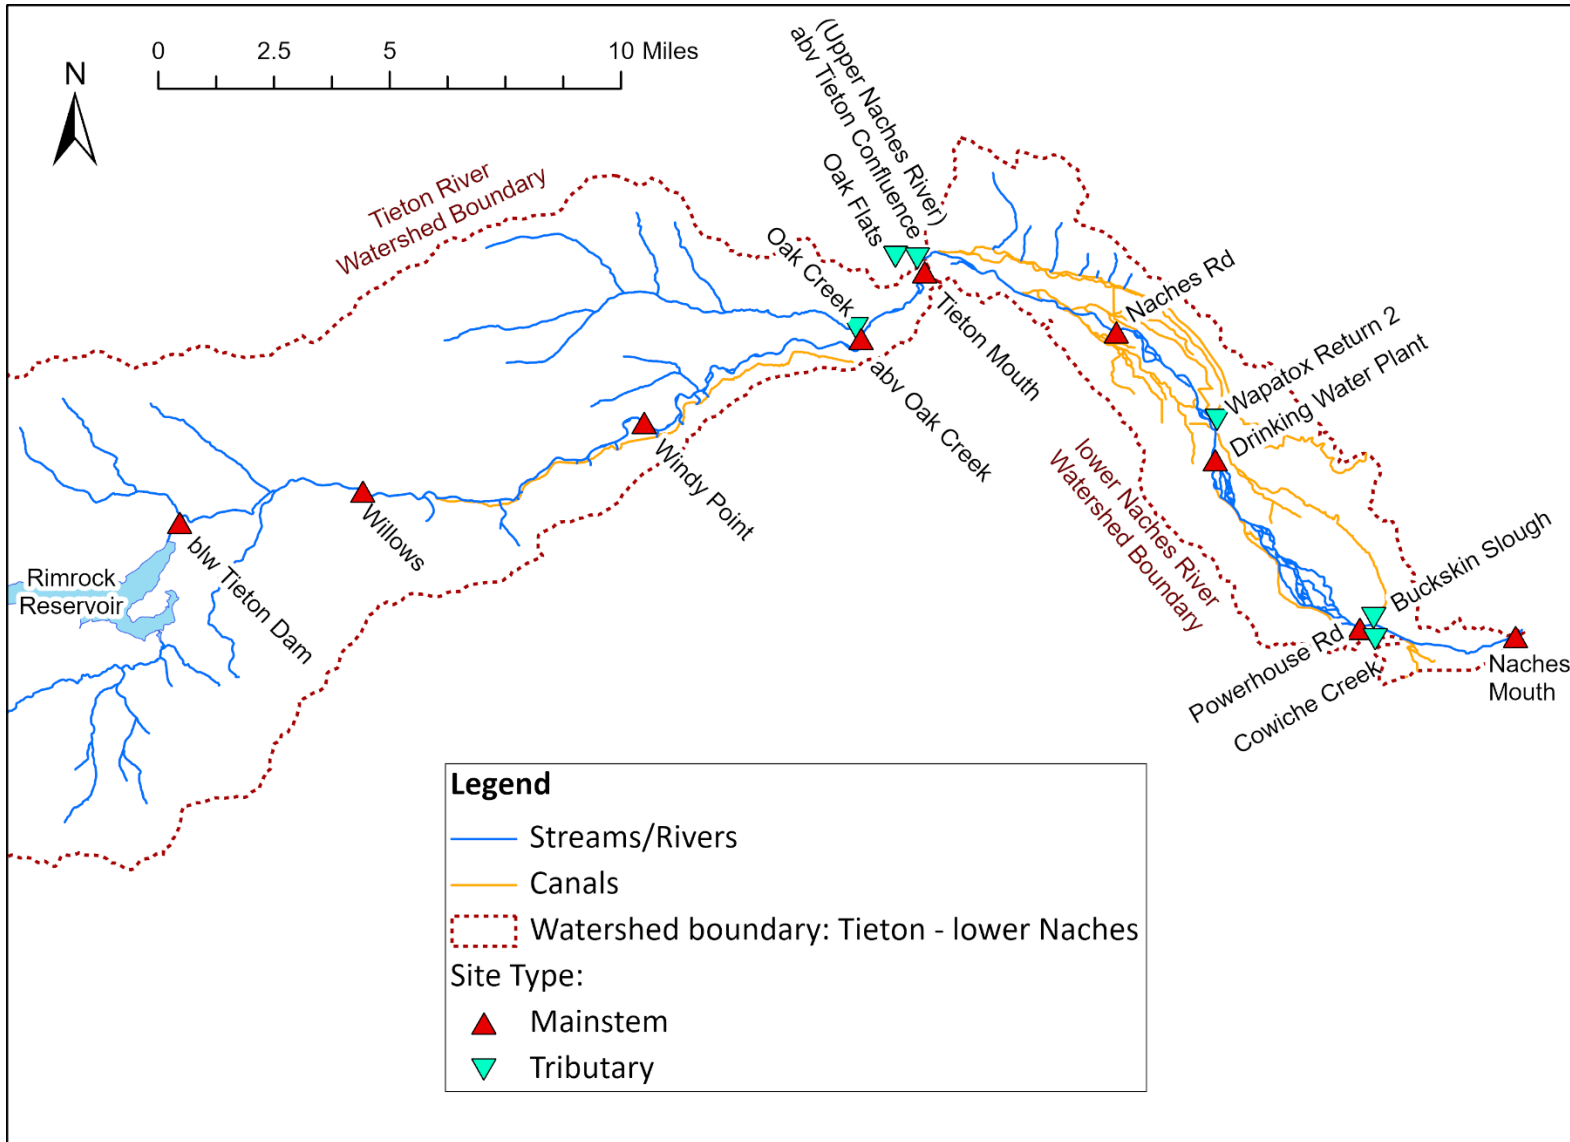 0 2.5 5 10 Miles
N
(Upper Naches River)
abv Tieton Confluence
Oak Flats
Tieton River
Watershed Boundary
Oak Creek
Naches Rd
Tieton Mouth
Wapatox Return 2
Drinking Water Plant
abv Oak Creek
Windy Point
lower Naches River
Watershed Boundary
Willows
blw Tieton Dam
Rimrock
Reservoir
Buckskin Slough
Powerhouse Rd
Cowiche Creek
Naches
Mouth
Legend
Streams/Rivers
Canals
Watershed boundary: Tieton - lower Naches
Site Type:
Mainstem
Tributary